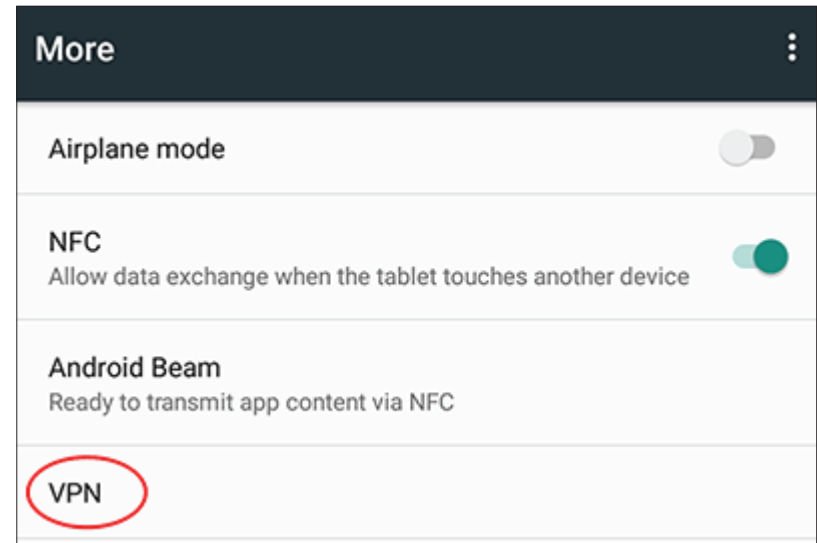 More
Airplane mode
NFC
Allow data exchange when the tablet touches another device
Android Beam
Ready to transmit app content via NFC
VPN